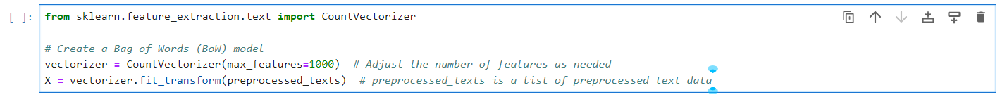 [ ]: from sklearn.feature_extraction.text import CountVectorizer
# Create a Bag-of-Words (BoW) model
vectorizer = CountVectorizer(max_features=1000)  # Adjust the number of features as needed
X = vectorizer.fit_transform(preprocessed_texts)  # preprocessed_texts is a list of preprocessed text data